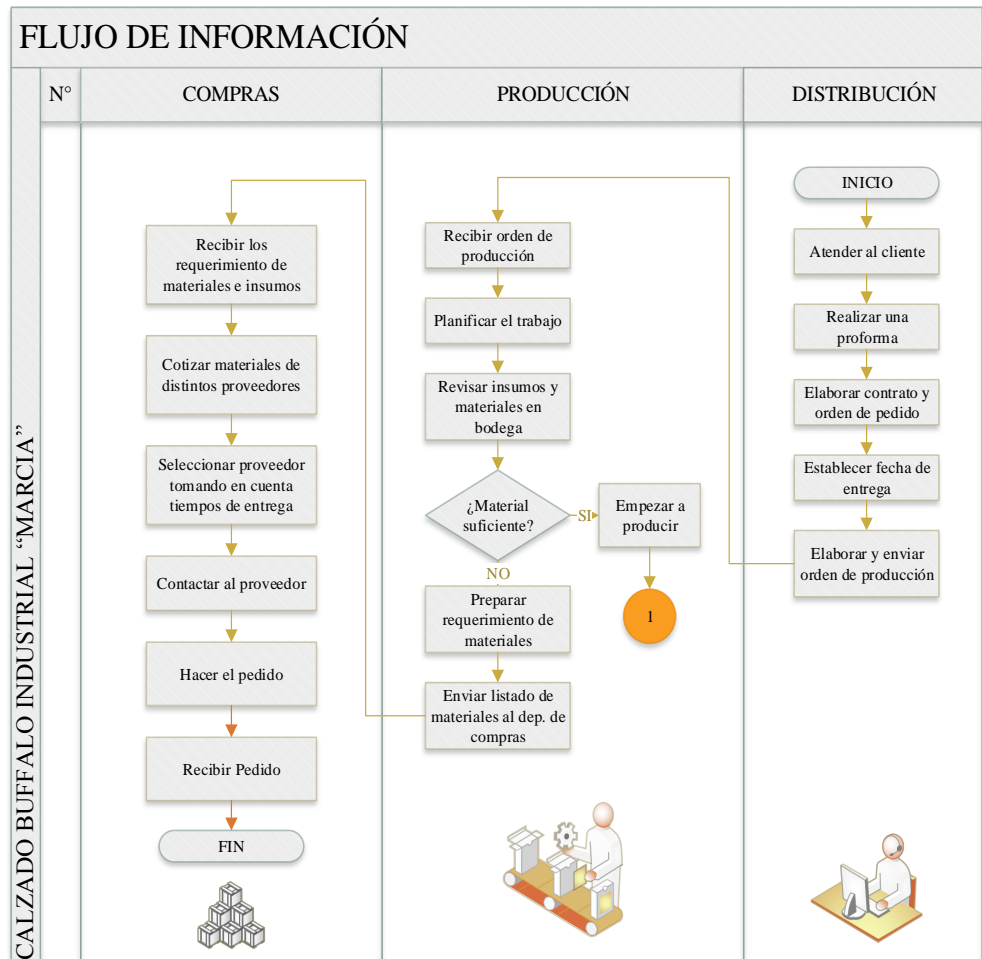 FLUJO DE INFORMACIÓN
CALZADO BUFFALO INDUSTRIAL “MARCIA”
N°
COMPRAS
PRODUCCIÓN
DISTRIBUCIÓN
Recibir los
requerimiento de
materiales e insumos
Cotizar materiales de
distintos proveedores
Seleccionar proveedor
tomando en cuenta
tiempos de entrega
Contactar al proveedor
Hacer el pedido
Recibir Pedido
FIN
Recibir orden de
producción
Planificar el trabajo
Revisar insumos y
materiales en
bodega
¿Material
suficiente?
SI
Empezar a
producir
1
NO
Preparar
requerimiento de
materiales
Enviar listado de
materiales al dep. de
compras
INICIO
Atender al cliente
Realizar una
proforma
Elaborar contrato y
orden de pedido
Establecer fecha de
entrega
Elaborar y enviar
orden de producción